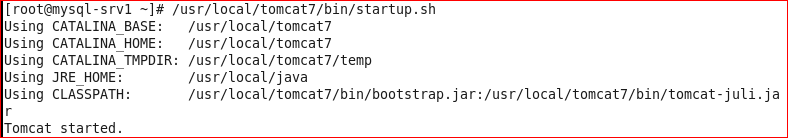 [root@mysql-srv1 ~]# /usr/local/tomcat7/bin/startup.sh
Using CATALINA_BASE:   /usr/local/tomcat7
Using CATALINA_HOME:   /usr/local/tomcat7
Using CATALINA_TMPDIR: /usr/local/tomcat7/temp
Using JRE_HOME:        /usr/local/java
Using CLASSPATH:       /usr/local/tomcat7/bin/bootstrap.jar:/usr/local/tomcat7/bin/tomcat-juli.ja
r
Tomcat started.